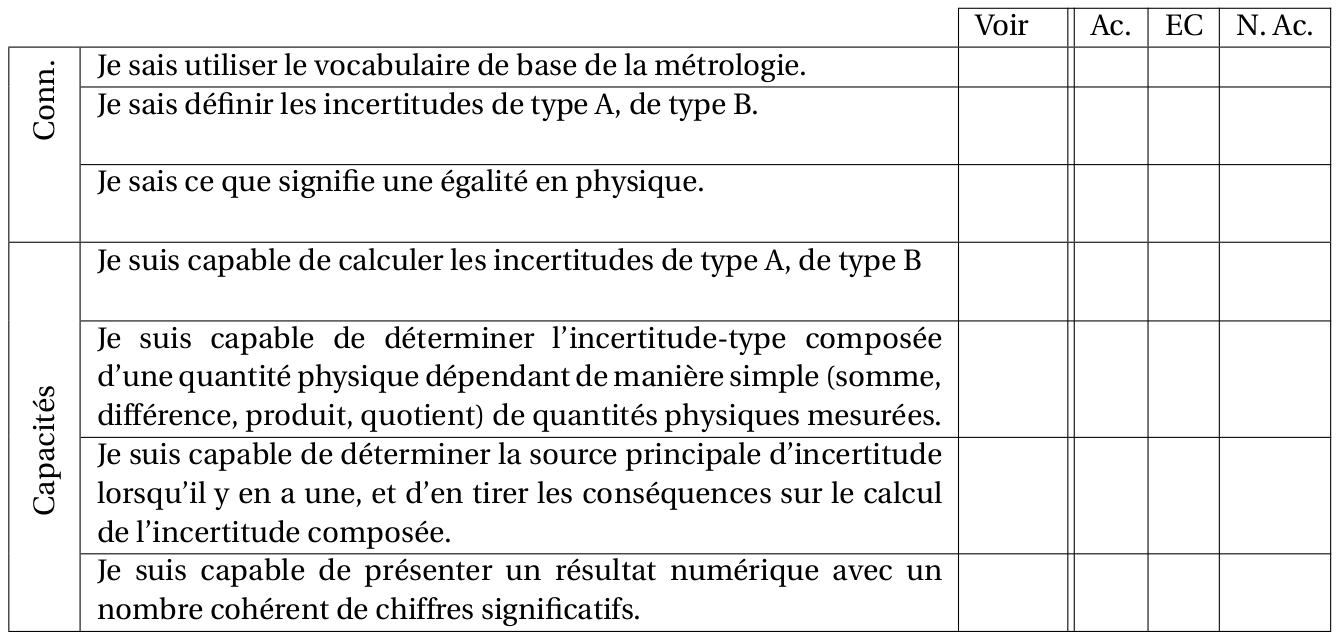 Voir Ac. EC N. Ac.
Conn.
Je sais utiliser le vocabulaire de base de la métrologie.
Je sais définir les incertitudes de type A, de type B.
Je sais ce que signifie une égalité en physique.
Capacités
Je suis capable de calculer les incertitudes de type A, de type B
Je suis capable de déterminer l'incertitude-type composée
d'une quantité physique dépendant de manière simple (somme,
différence, produit, quotient) de quantités physiques mesurées.
Je suis capable de déterminer la source principale d'incertitude
lorsqu'il y en a une, et d'en tirer les conséquences sur le calcul
de l'incertitude composée.
Je suis capable de présenter un résultat numérique avec un
nombre cohérent de chiffres significatifs.